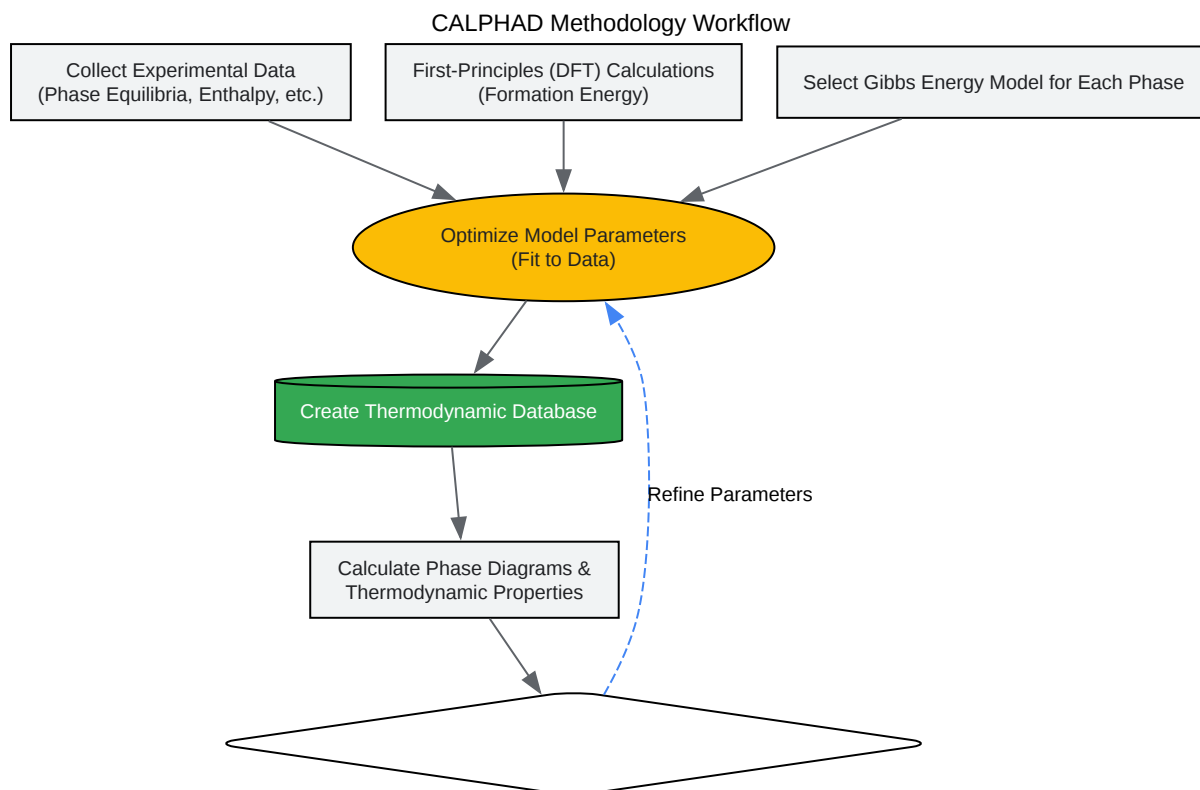 CALPHAD Methodology Workflow
Collect Experimental Data
(Phase Equilibria, Enthalpy, etc.)
First-Principles (DFT) Calculations
(Formation Energy)
Select Gibbs Energy Model for Each Phase
Optimize Model Parameters
(Fit to Data)
Create Thermodynamic Database
Refine Parameters
Calculate Phase Diagrams &
Thermodynamic Properties